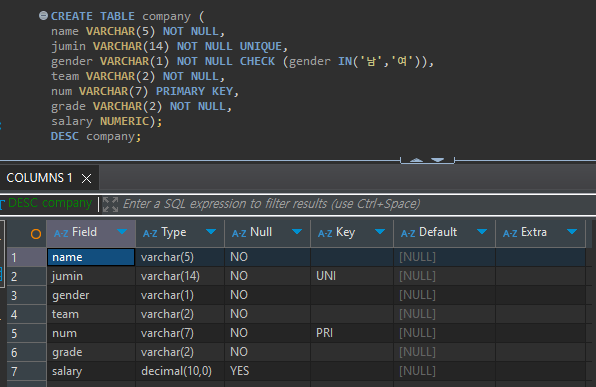 CREATE TABLE company (
name VARCHAR(5) NOT NULL,
jumin VARCHAR(14) NOT NULL UNIQUE,
gender VARCHAR(1) NOT NULL CHECK (gender IN('남','여')),
team VARCHAR(2) NOT NULL,
num VARCHAR(7) PRIMARY KEY,
grade VARCHAR(2) NOT NULL,
salary NUMERIC);
DESC company;
COLUMNS 1
DESC company Enter a SQL expression to filter results (use Ctrl+Space)
A-Z Field A-Z Type A-Z Null A-Z Key A-Z Default A-Z Extra
1 name varchar(5) NO [NULL]
2 jumin varchar(14) NO UNI [NULL]
3 gender varchar(1) NO [NULL]
4 team varchar(2) NO [NULL]
5 num varchar(7) NO PRI [NULL]
6 grade varchar(2) NO [NULL]
7 salary decimal(10,0) YES [NULL]